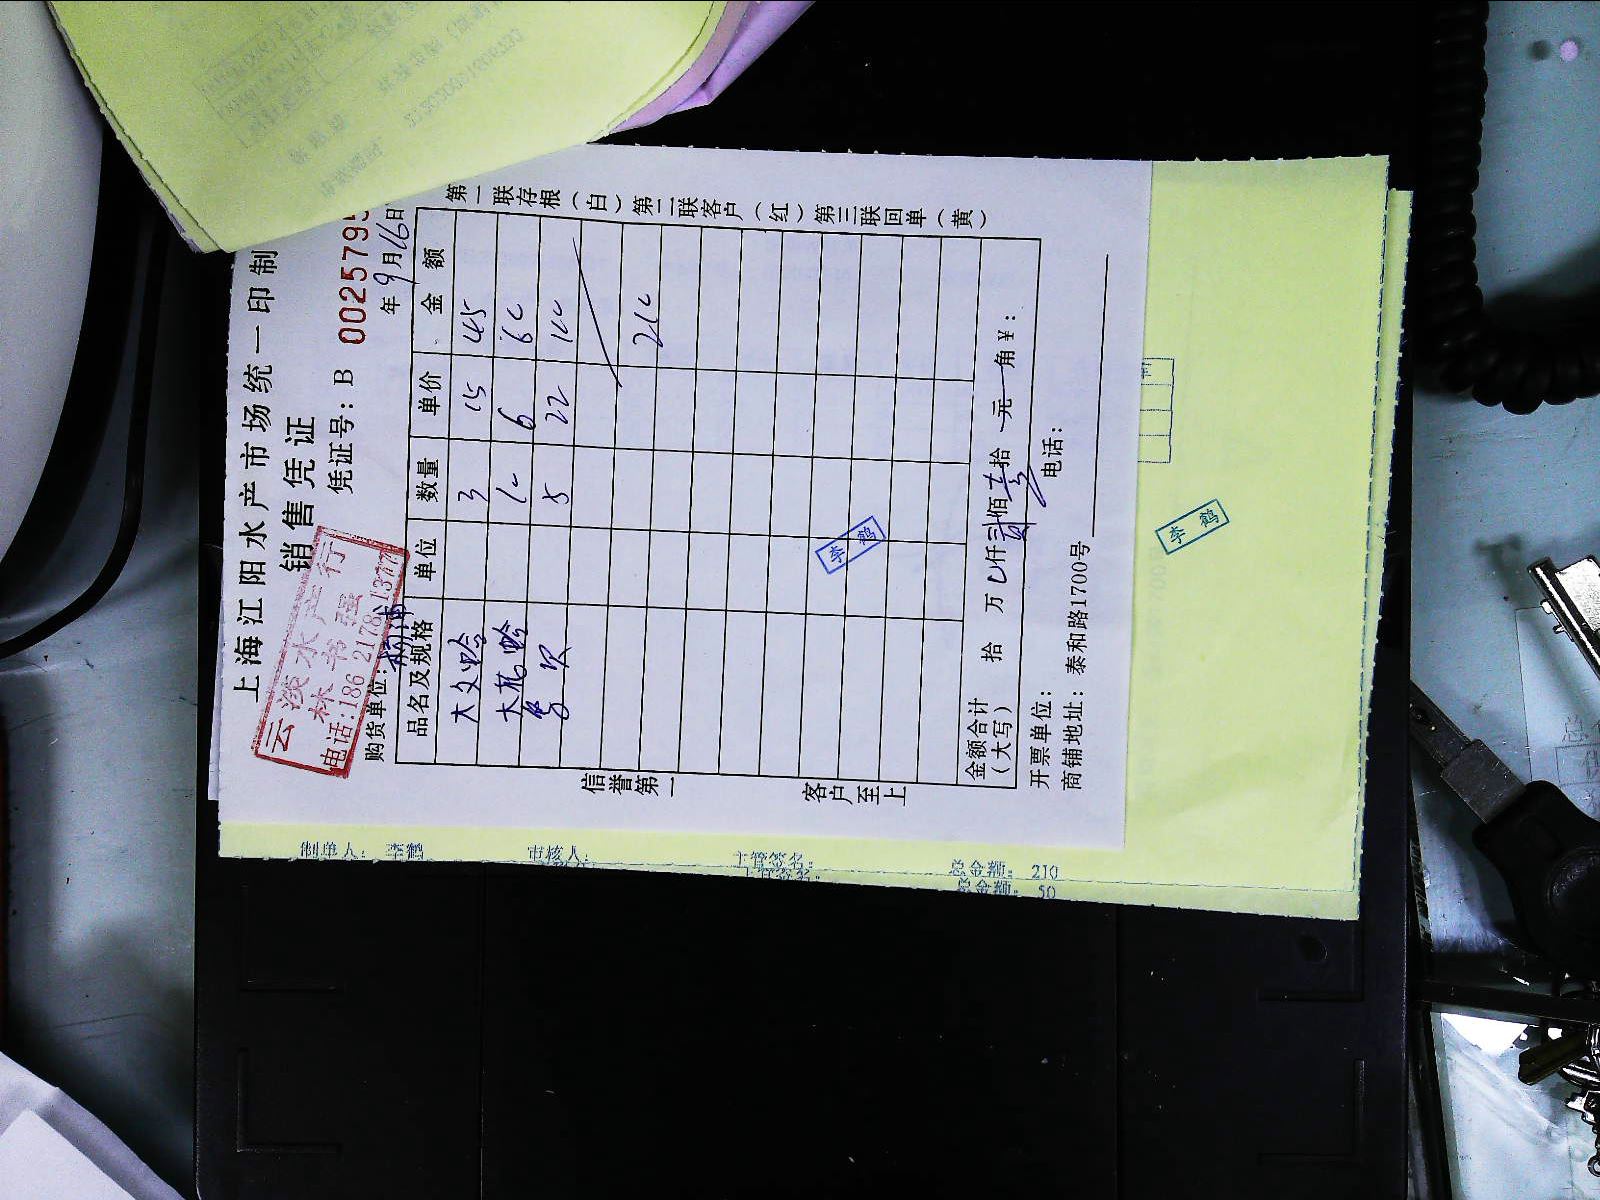 上海江阳水产市场统一印制
销售凭证
凭证号：B 0025795
云淡水产行
林书强
电话:186 2178 1377
年9月16日
购货单位：
品名及规格 单位 数量 单价 金额
大文蛤 3 15 45
大花蛤 10 6 60
5 22 100
210
李鹤
金额合计（大写） 拾 万 仟 佰 拾 元 角 ¥：
开票单位： 电话：
商铺地址：泰和路1700号
第一联存根（白）第二联客户（红）第三联回单（黄）
信誉第一
客户至上
李鹤
制单人：李鹤 审核人： 主管签名： 总金额：210
总金额：50